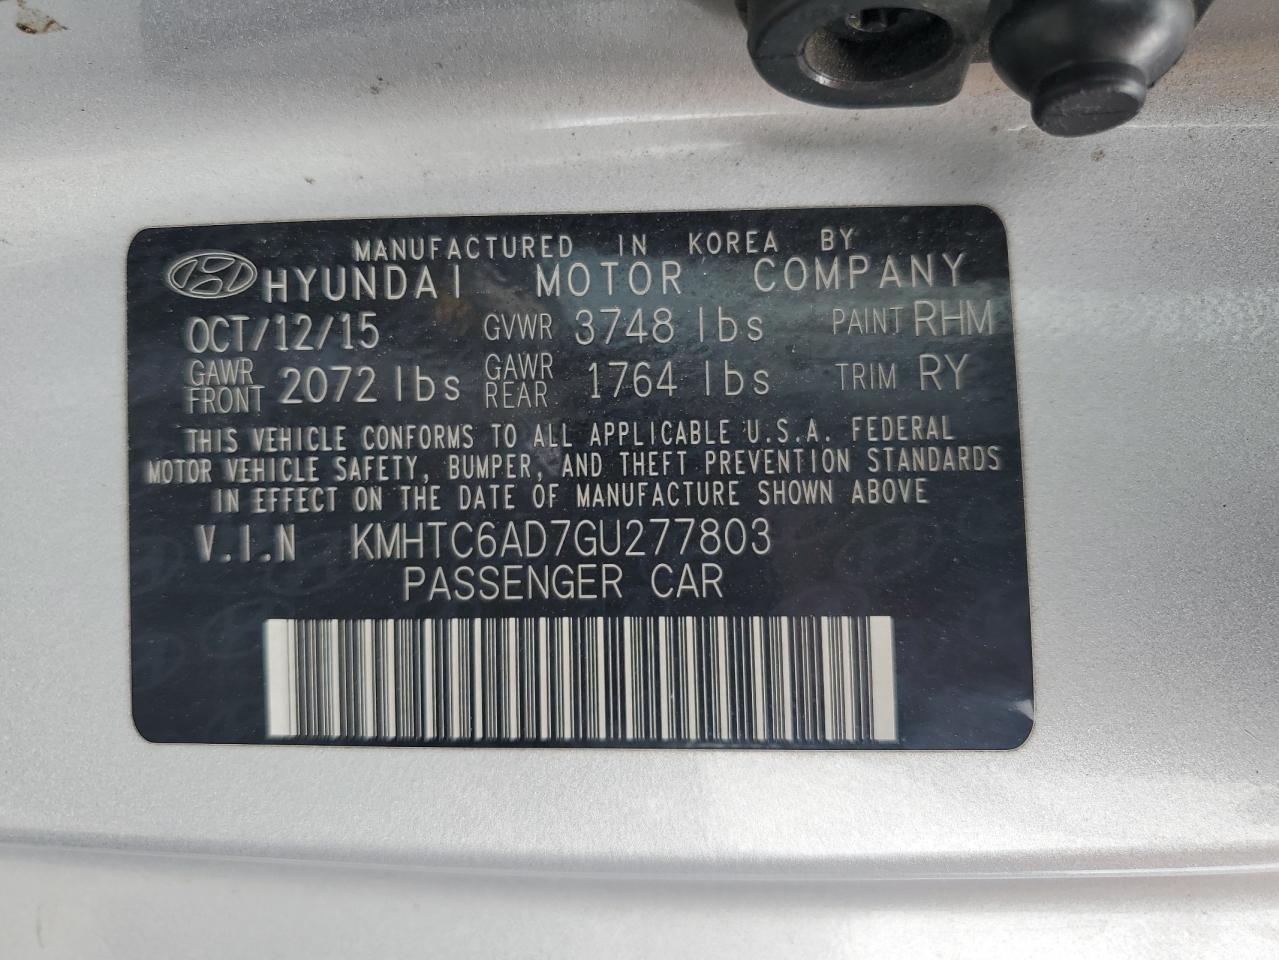 MANUFACTURED IN KOREA BY
HYUNDAI MOTOR COMPANY
OCT/12/15 GVWR 3748 lbs PAINT RHM
GAWR FRONT 2072 lbs GAWR REAR 1764 lbs TRIM RY
THIS VEHICLE CONFORMS TO ALL APPLICABLE U.S.A. FEDERAL
MOTOR VEHICLE SAFETY, BUMPER, AND THEFT PREVENTION STANDARDS
IN EFFECT ON THE DATE OF MANUFACTURE SHOWN ABOVE
V.I.N KMHTC6AD7GU277803
PASSENGER CAR